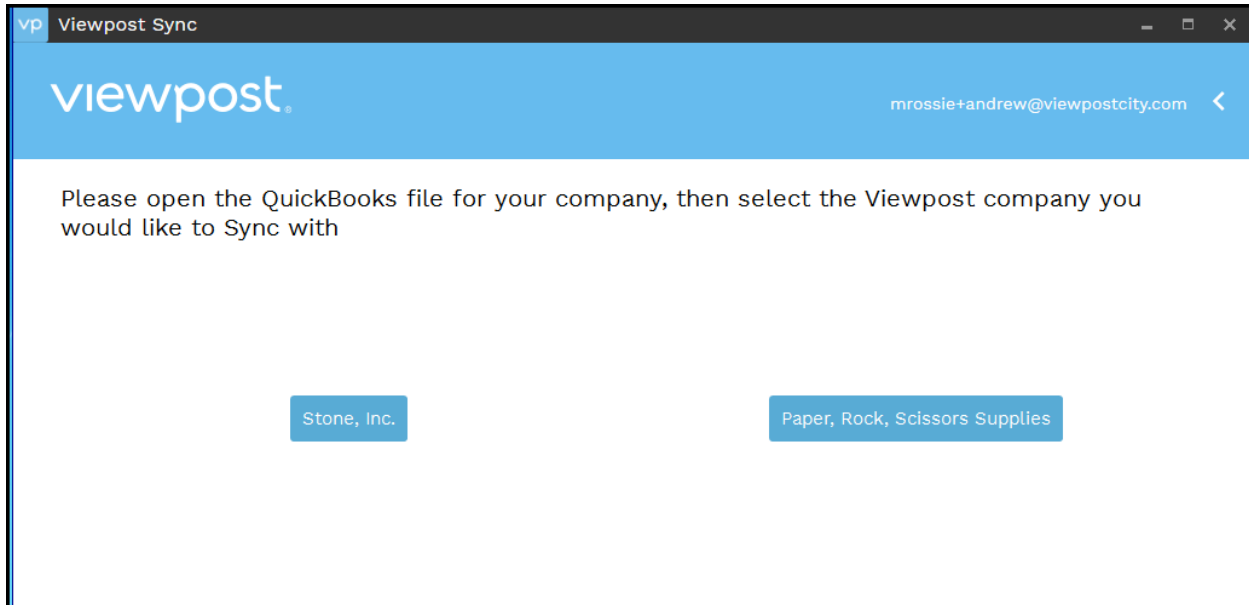 vp Viewpost Sync
viewpost®
mrossie+andrew@viewpostcity.com
Please open the QuickBooks file for your company, then select the Viewpost company you
would like to Sync with
Stone, Inc.
Paper, Rock, Scissors Supplies